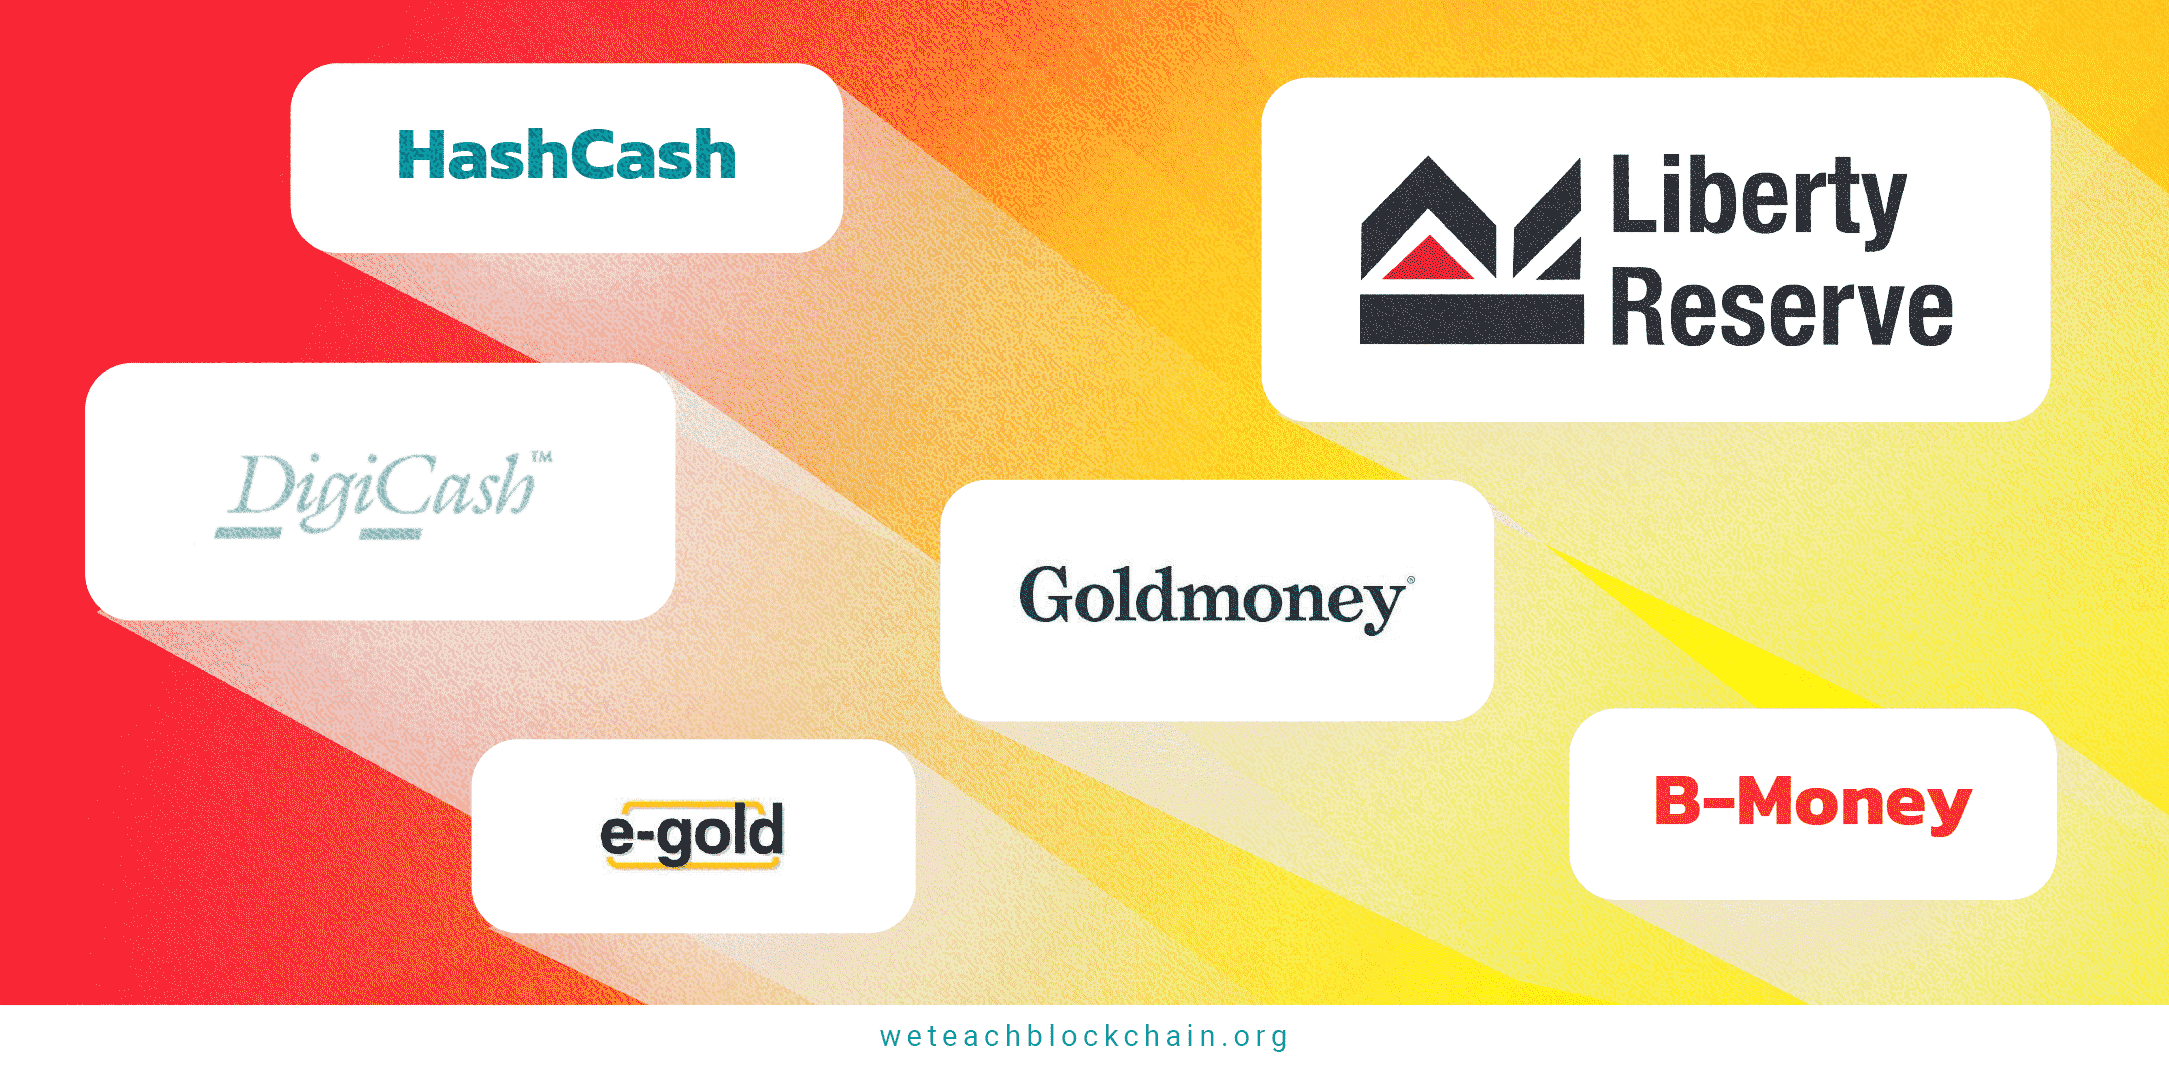 HashCash
Liberty
Reserve
DigiCash™
Goldmoney®
e-gold
B-Money
weteachblockchain.org